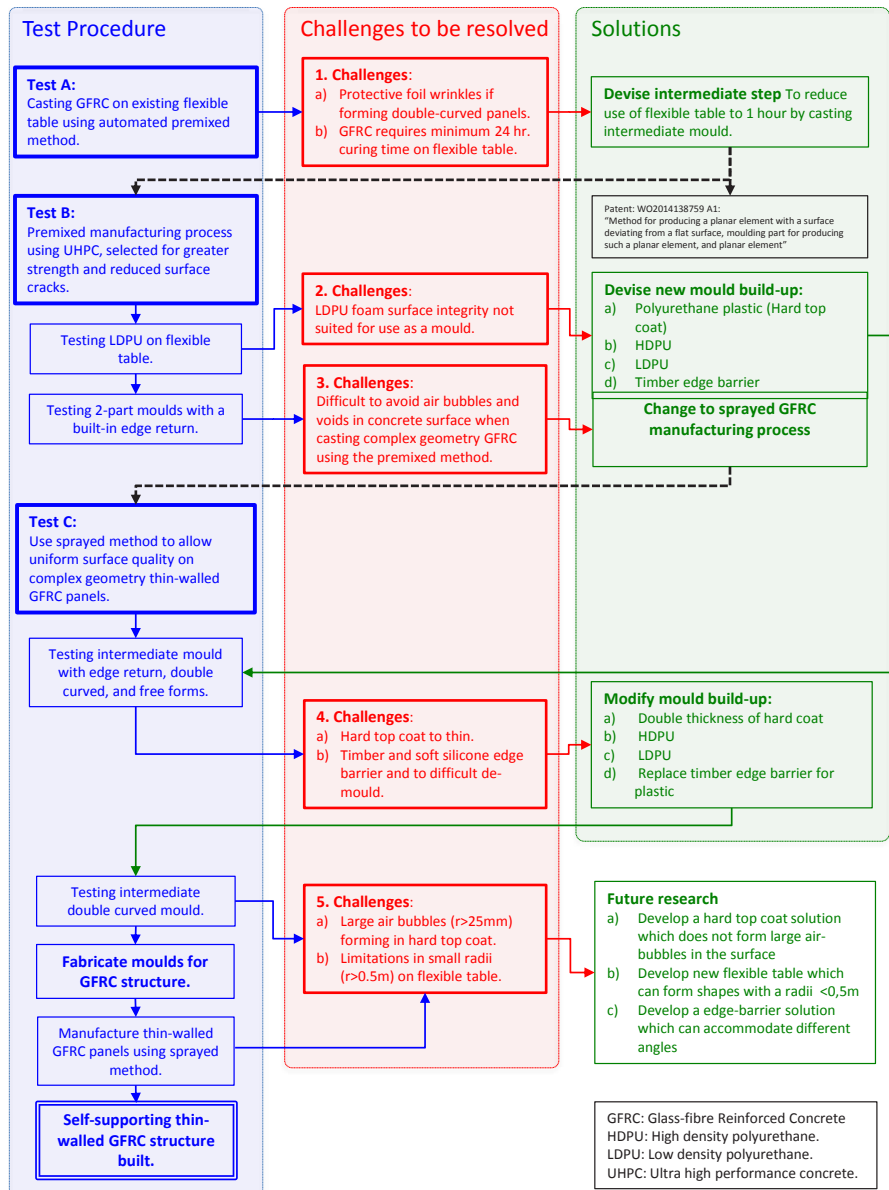 Test Procedure
Challenges to be resolved
Solutions
Test A:
Casting GFRC on existing flexible
table using automated premixed
method.
1. Challenges:
a) Protective foil wrinkles if
forming double-curved panels.
b) GFRC requires minimum 24 hr.
curing time on flexible table.
Devise intermediate step To reduce
use of flexible table to 1 hour by casting
intermediate mould.
Patent: WO2014138759 A1:
“Method for producing a planar element with a surface
deviating from a flat surface, moulding part for producing
such a planar element, and planar element”
Test B:
Premixed manufacturing process
using UHPC, selected for greater
strength and reduced surface
cracks.
Testing LDPU on flexible
table.
Testing 2-part moulds with a
built-in edge return.
2. Challenges:
LDPU foam surface integrity not
suited for use as a mould.
3. Challenges:
Difficult to avoid air bubbles and
voids in concrete surface when
casting complex geometry GFRC
using the premixed method.
Devise new mould build-up:
a) Polyurethane plastic (Hard top
coat)
b) HDPU
c) LDPU
d) Timber edge barrier
Change to sprayed GFRC
manufacturing process
Test C:
Use sprayed method to allow
uniform surface quality on
complex geometry thin-walled
GFRC panels.
Testing intermediate mould
with edge return, double
curved, and free forms.
4. Challenges:
a) Hard top coat to thin.
b) Timber and soft silicone edge
barrier and to difficult de-
mould.
Modify mould build-up:
a) Double thickness of hard coat
b) HDPU
c) LDPU
d) Replace timber edge barrier for
plastic
Testing intermediate
double curved mould.
Fabricate moulds for
GFRC structure.
Manufacture thin-walled
GFRC panels using sprayed
method.
Self-supporting thin-
walled GFRC structure
built.
5. Challenges:
a) Large air bubbles (r>25mm)
forming in hard top coat.
b) Limitations in small radii
(r>0.5m) on flexible table.
Future research
a) Develop a hard top coat solution
which does not form large air-
bubbles in the surface
b) Develop new flexible table which
can form shapes with a radii <0,5m
c) Develop a edge-barrier solution
which can accommodate different
angles
GFRC: Glass-fibre Reinforced Concrete
HDPU: High density polyurethane.
LDPU: Low density polyurethane.
UHPC: Ultra high performance concrete.